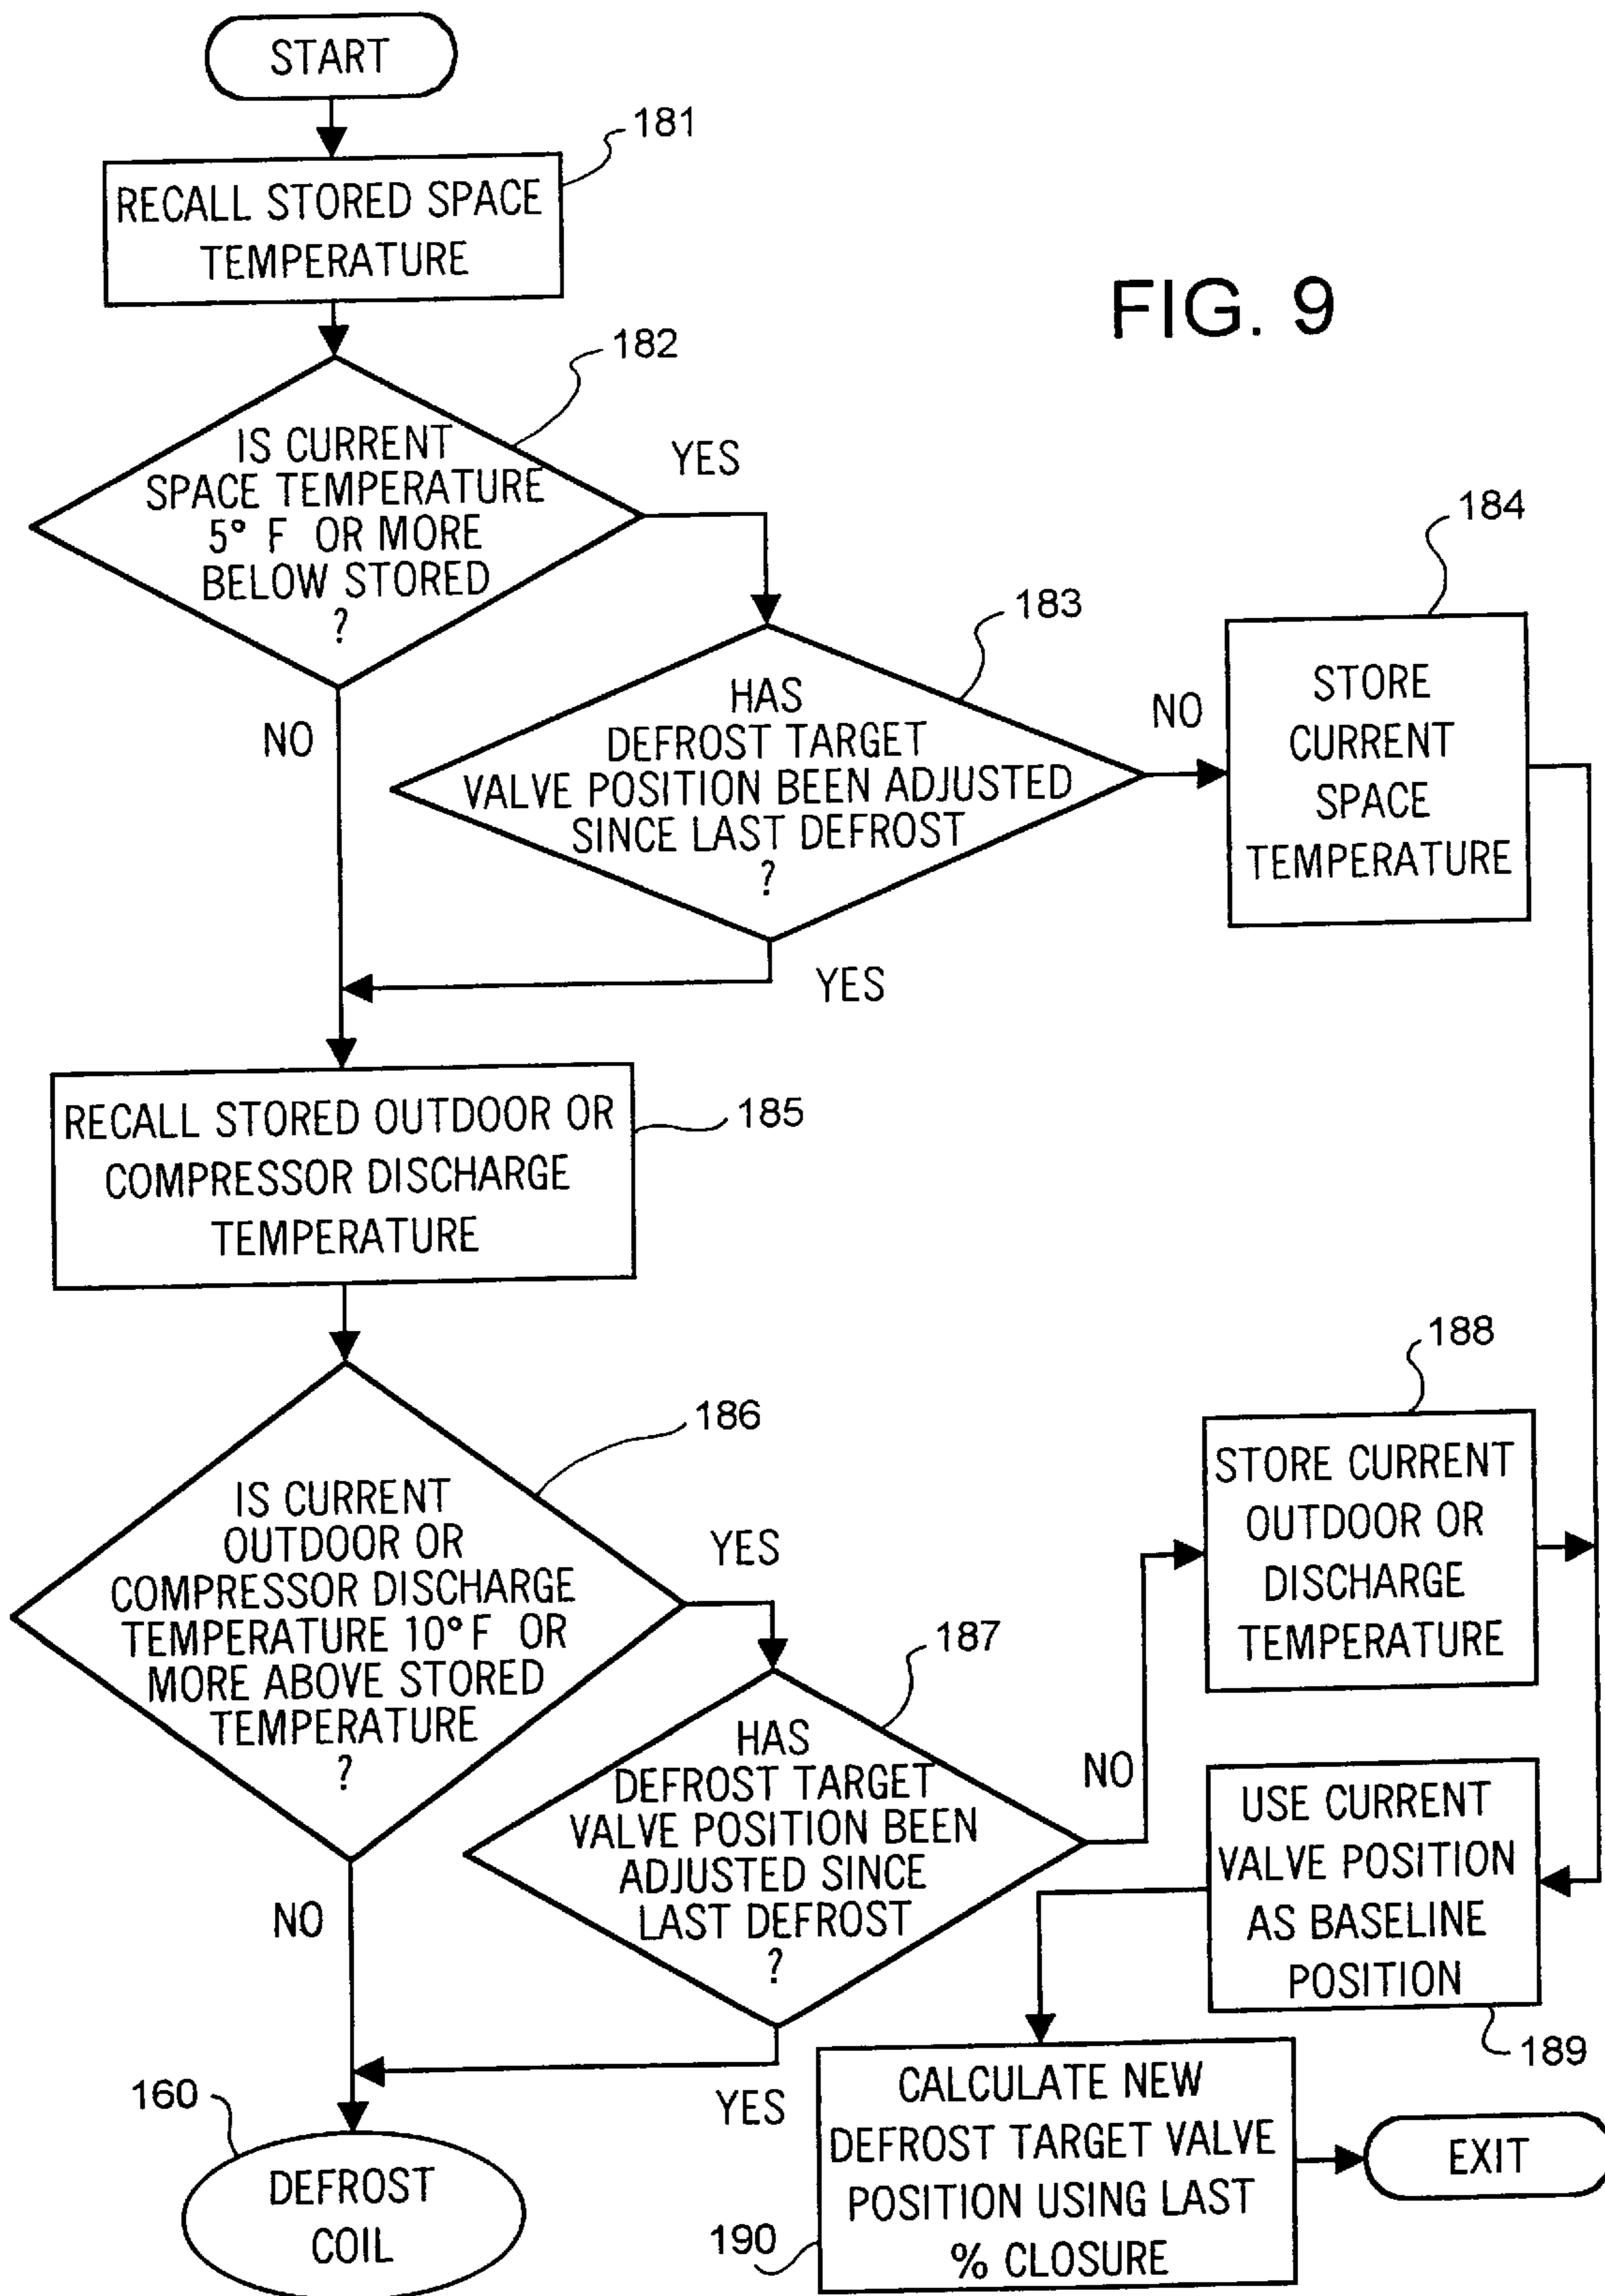 START
181
RECALL STORED SPACE
TEMPERATURE
FIG. 9
182
IS CURRENT
SPACE TEMPERATURE
5° F OR MORE
BELOW STORED
?
YES
NO
183
HAS
DEFROST TARGET
VALVE POSITION BEEN ADJUSTED
SINCE LAST DEFROST
?
NO
YES
184
STORE
CURRENT
SPACE
TEMPERATURE
RECALL STORED OUTDOOR OR
COMPRESSOR DISCHARGE
TEMPERATURE
185
186
IS CURRENT
OUTDOOR OR
COMPRESSOR DISCHARGE
TEMPERATURE 10° F OR
MORE ABOVE STORED
TEMPERATURE
?
YES
NO
187
HAS
DEFROST TARGET
VALVE POSITION BEEN
ADJUSTED SINCE
LAST DEFROST
?
NO
YES
188
STORE CURRENT
OUTDOOR OR
DISCHARGE
TEMPERATURE
USE CURRENT
VALVE POSITION
AS BASELINE
POSITION
189
160
DEFROST
COIL
CALCULATE NEW
DEFROST TARGET VALVE
POSITION USING LAST
% CLOSURE
190
EXIT